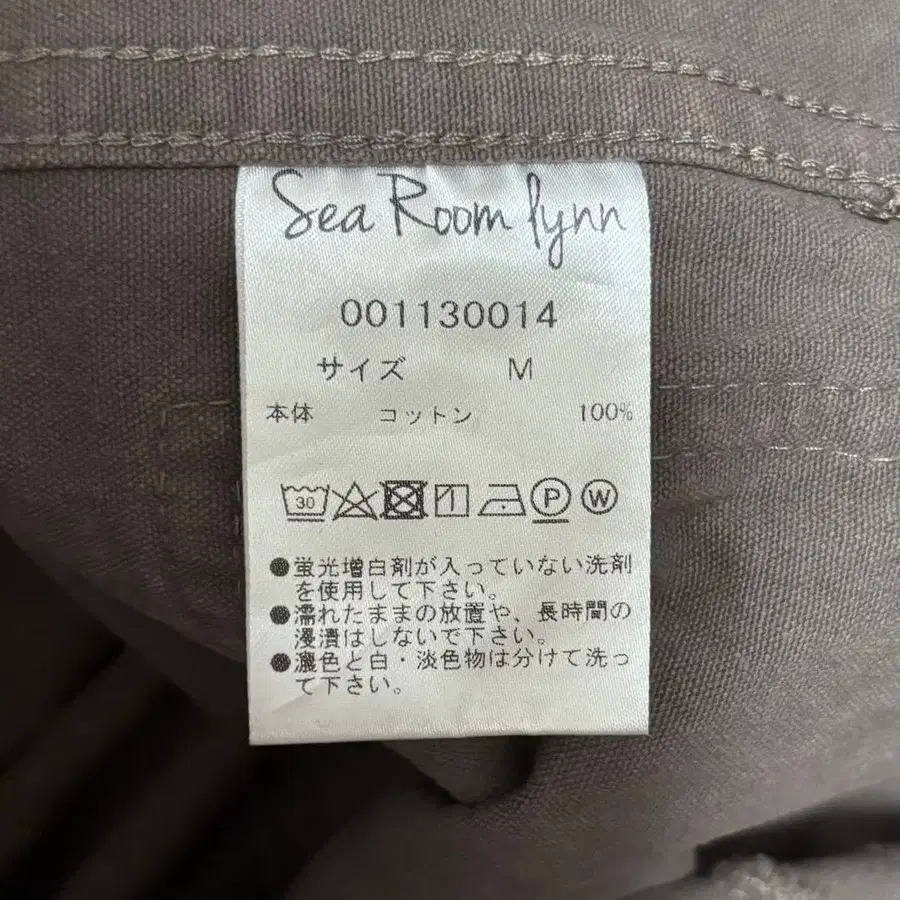 Sea Room lynn
001130014
サイズ M
本体 コットン 100%
30 P W
●蛍光増白剤が入っていない洗剤
を使用して下さい。
●濡れたままの放置や、長時間の
浸漬はしないで下さい。
●濃色と白・淡色物は分けて洗っ
て下さい。